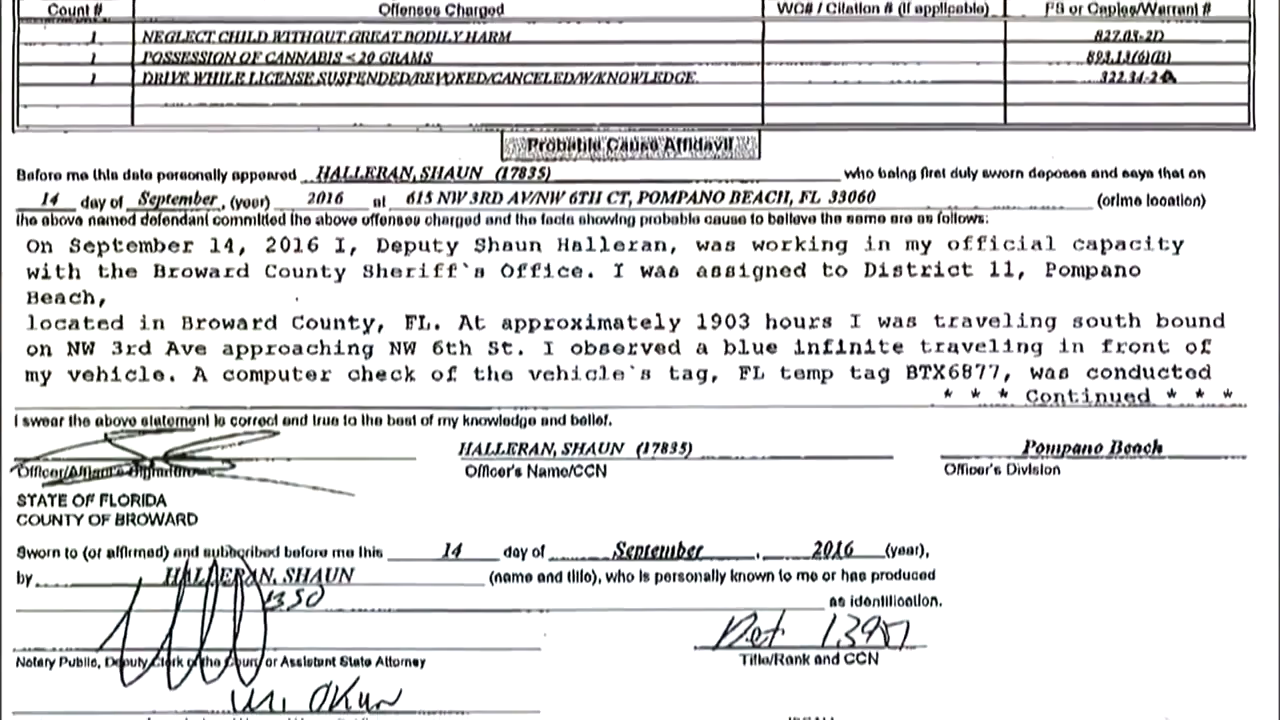 Count # Offenses Charged WC# / Citation # (if applicable) FS or Capias/Warrant #
1 NEGLECT CHILD WITHOUT GREAT BODILY HARM 827.03-2D
1 POSSESSION OF CANNABIS < 20 GRAMS 893.13(6)(B)
1 DRIVE WHILE LICENSE SUSPENDED/REVOKED/CANCELED/W/KNOWLEDGE 322.34-2A
Probable Cause Affidavit
Before me this date personally appeared HALLERAN, SHAUN (17835) who being first duly sworn deposes and says that on
14 day of September, (year) 2016 at 615 NW 3RD AV/NW 6TH CT, POMPANO BEACH, FL 33060 (crime location)
the above named defendant committed the above offenses charged and the facts showing probable cause to believe the same are as follows:
On September 14, 2016 I, Deputy Shaun Halleran, was working in my official capacity
with the Broward County Sheriff`s Office. I was assigned to District 11, Pompano
Beach,
located in Broward County, FL. At approximately 1903 hours I was traveling south bound
on NW 3rd Ave approaching NW 6th St. I observed a blue infinite traveling in front of
my vehicle. A computer check of the vehicle`s tag, FL temp tag BTX6877, was conducted
* * * Continued * * *
I swear the above statement is correct and true to the best of my knowledge and belief.
HALLERAN, SHAUN (17835) Pompano Beach
Officer/Affiant's Signature Officer's Name/CCN Officer's Division
STATE OF FLORIDA
COUNTY OF BROWARD
Sworn to (or affirmed) and subscribed before me this 14 day of September, 2016 (year),
by HALLERAN, SHAUN (name and title), who is personally known to me or has produced
as identification.
Det 13907
Notary Public, Deputy Clerk of the Court, or Assistant State Attorney Title/Rank and CCN
M. OKun